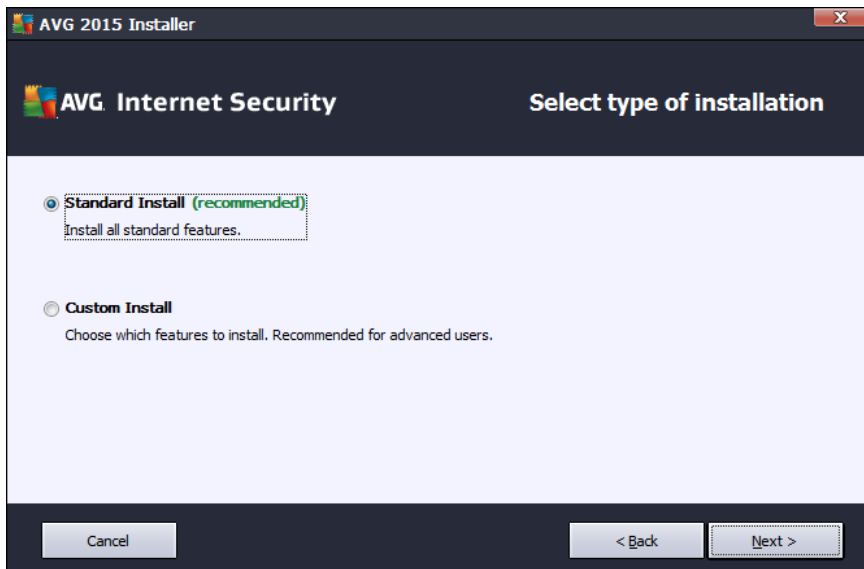 AVG 2015 Installer
AVG. Internet Security
Select type of installation
Standard Install (recommended)
Install all standard features.
Custom Install
Choose which features to install. Recommended for advanced users.
Cancel
< Back
Next >